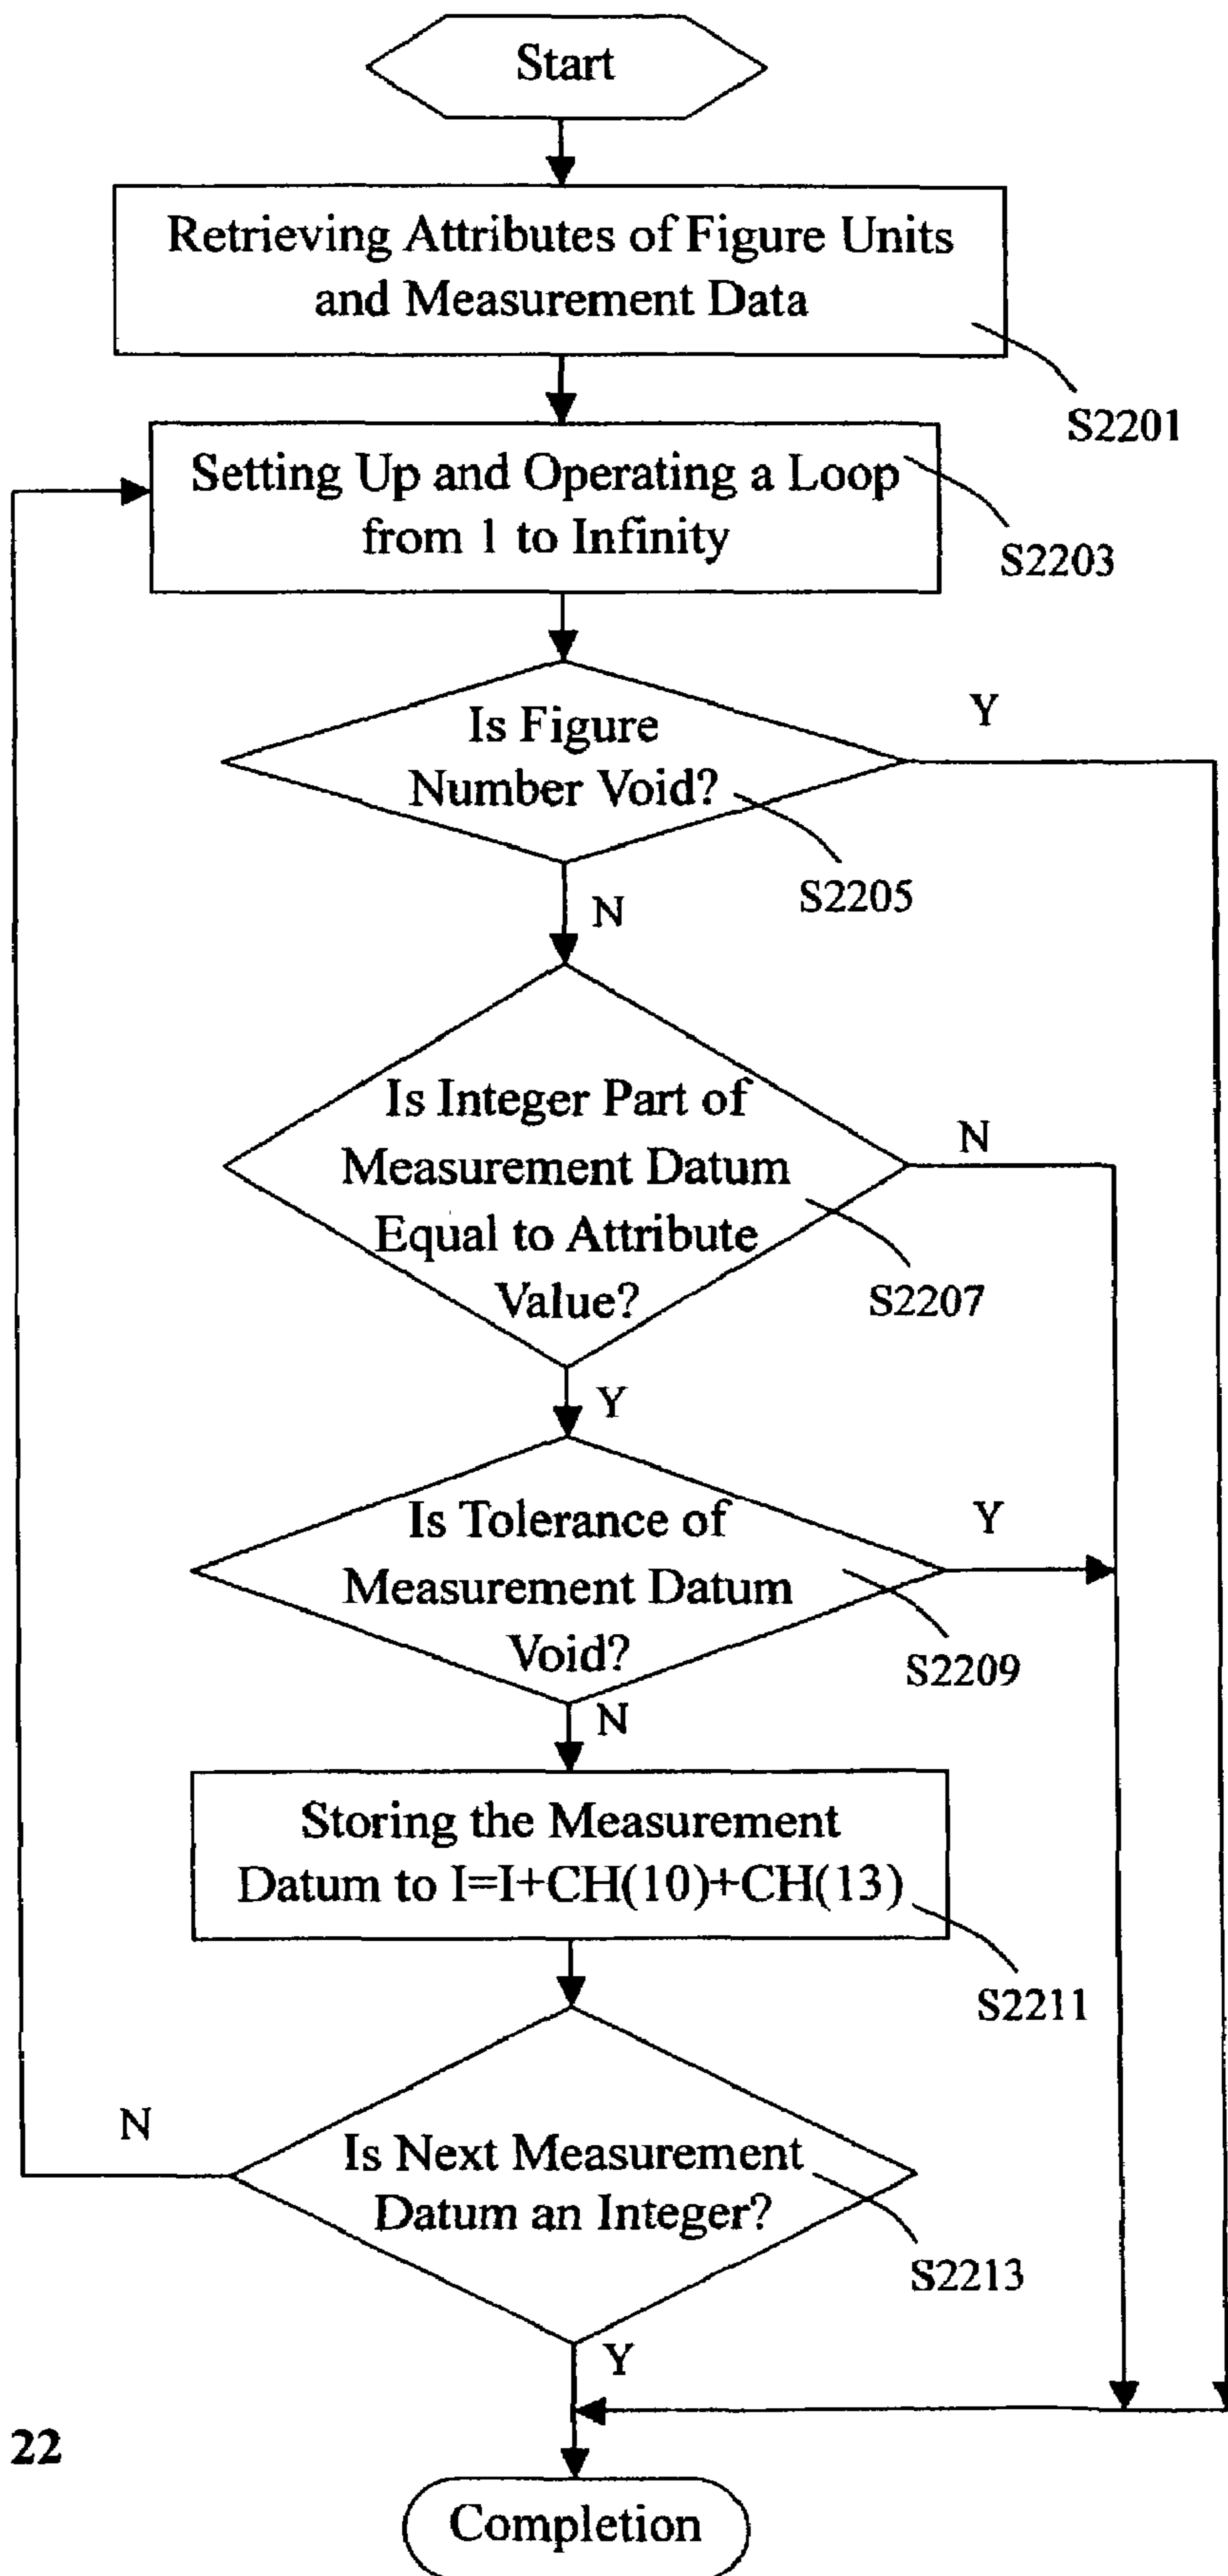 Start
Retrieving Attributes of Figure Units
and Measurement Data
S2201
Setting Up and Operating a Loop
from 1 to Infinity
S2203
Is Figure
Number Void?
Y
S2205
N
Is Integer Part of
Measurement Datum
Equal to Attribute
Value?
N
S2207
Y
Is Tolerance of
Measurement Datum
Void?
Y
S2209
N
Storing the Measurement
Datum to I=I+CH(10)+CH(13)
S2211
N
Is Next Measurement
Datum an Integer?
S2213
Y
22
Completion